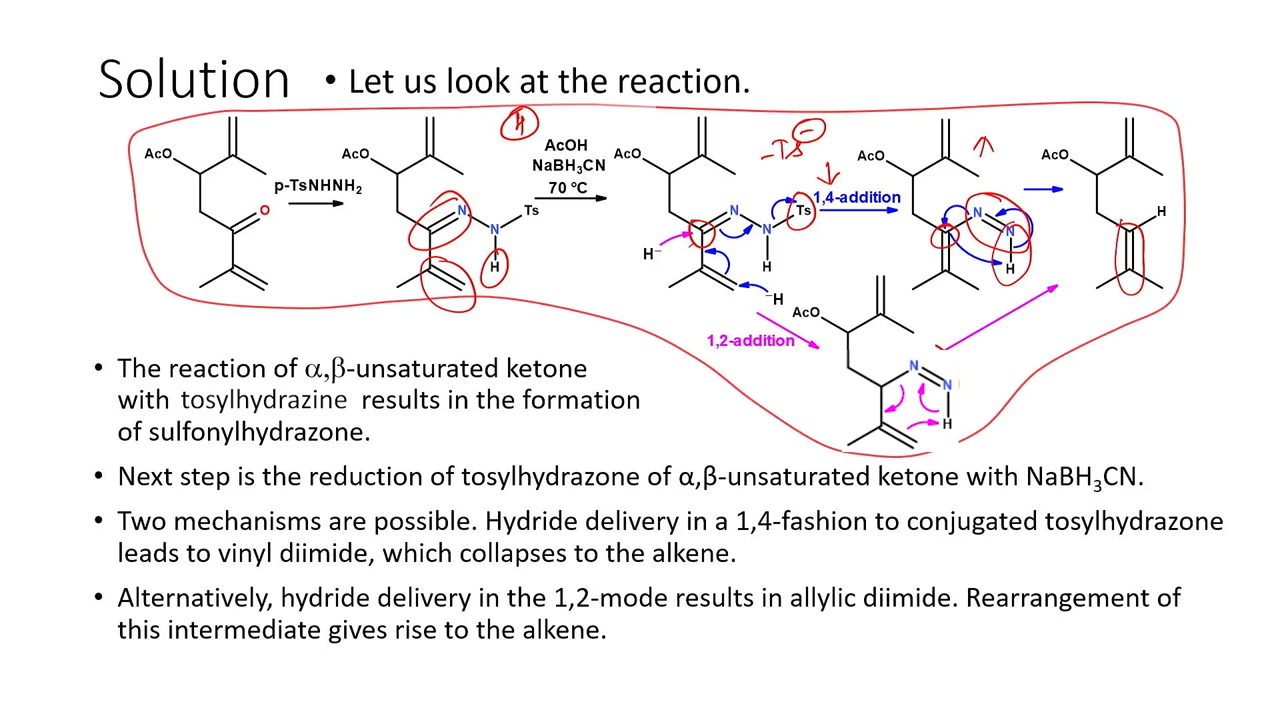 Solution • Let us look at the reaction.
AcO
O
p-TsNHNH₂
AcO
N
N
H
Ts
H
AcOH
NaBH₃CN
70 °C
AcO
N
N
H
Ts
H⁻
⁻H
-Ts⊖
1,4-addition
AcO
N
N
H
AcO
H
1,2-addition
AcO
N
N
H
• The reaction of α,β-unsaturated ketone
with tosylhydrazine results in the formation
of sulfonylhydrazone.
• Next step is the reduction of tosylhydrazone of α,β-unsaturated ketone with NaBH₃CN.
• Two mechanisms are possible. Hydride delivery in a 1,4-fashion to conjugated tosylhydrazone
leads to vinyl diimide, which collapses to the alkene.
• Alternatively, hydride delivery in the 1,2-mode results in allylic diimide. Rearrangement of
this intermediate gives rise to the alkene.